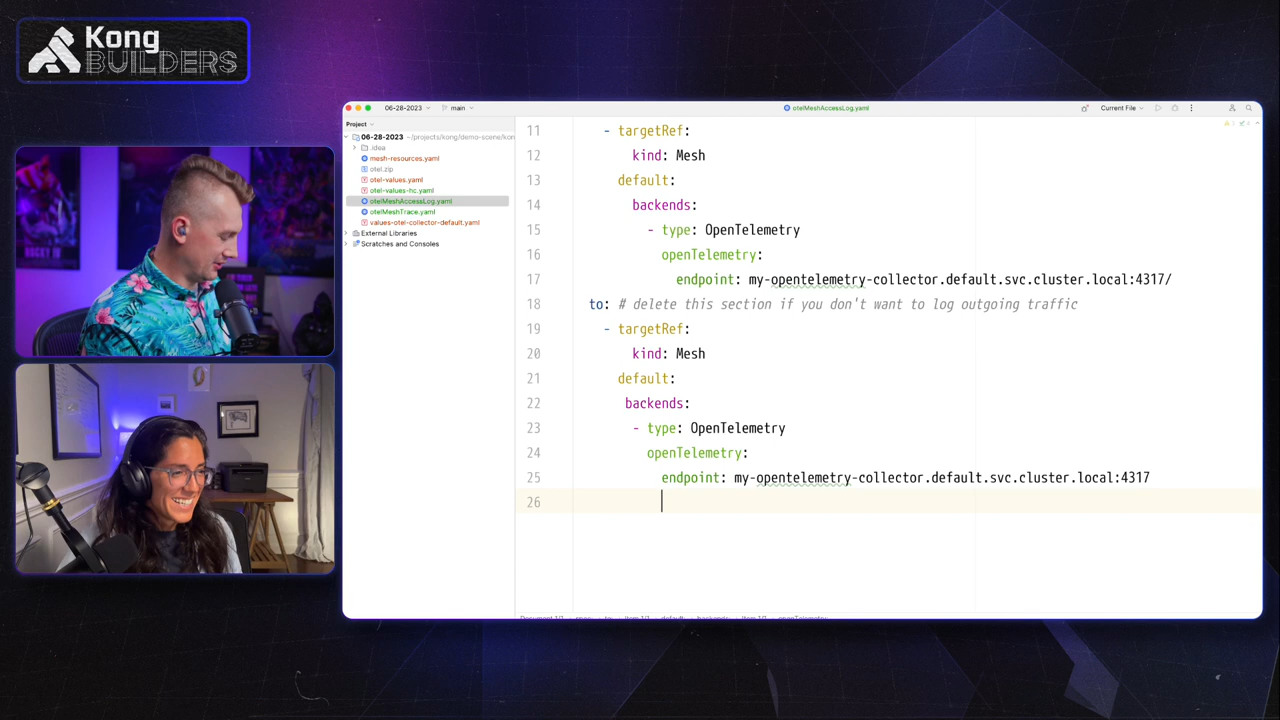 Kong
BUILDERS
06-28-2023
main
otelMeshAccessLog.yaml
Current File
Project
06-28-2023 ~/projects/kong/demo-scene/kon
.idea
mesh-resources.yaml
otel.zip
otel-values.yaml
otel-values-hc.yaml
otelMeshAccessLog.yaml
otelMeshTrace.yaml
values-otel-collector-default.yaml
External Libraries
Scratches and Consoles
11 - targetRef:
12 kind: Mesh
13 default:
14 backends:
15 - type: OpenTelemetry
16 openTelemetry:
17 endpoint: my-opentelemetry-collector.default.svc.cluster.local:4317/
18 to: # delete this section if you don't want to log outgoing traffic
19 - targetRef:
20 kind: Mesh
21 default:
22 backends:
23 - type: OpenTelemetry
24 openTelemetry:
25 endpoint: my-opentelemetry-collector.default.svc.cluster.local:4317
26